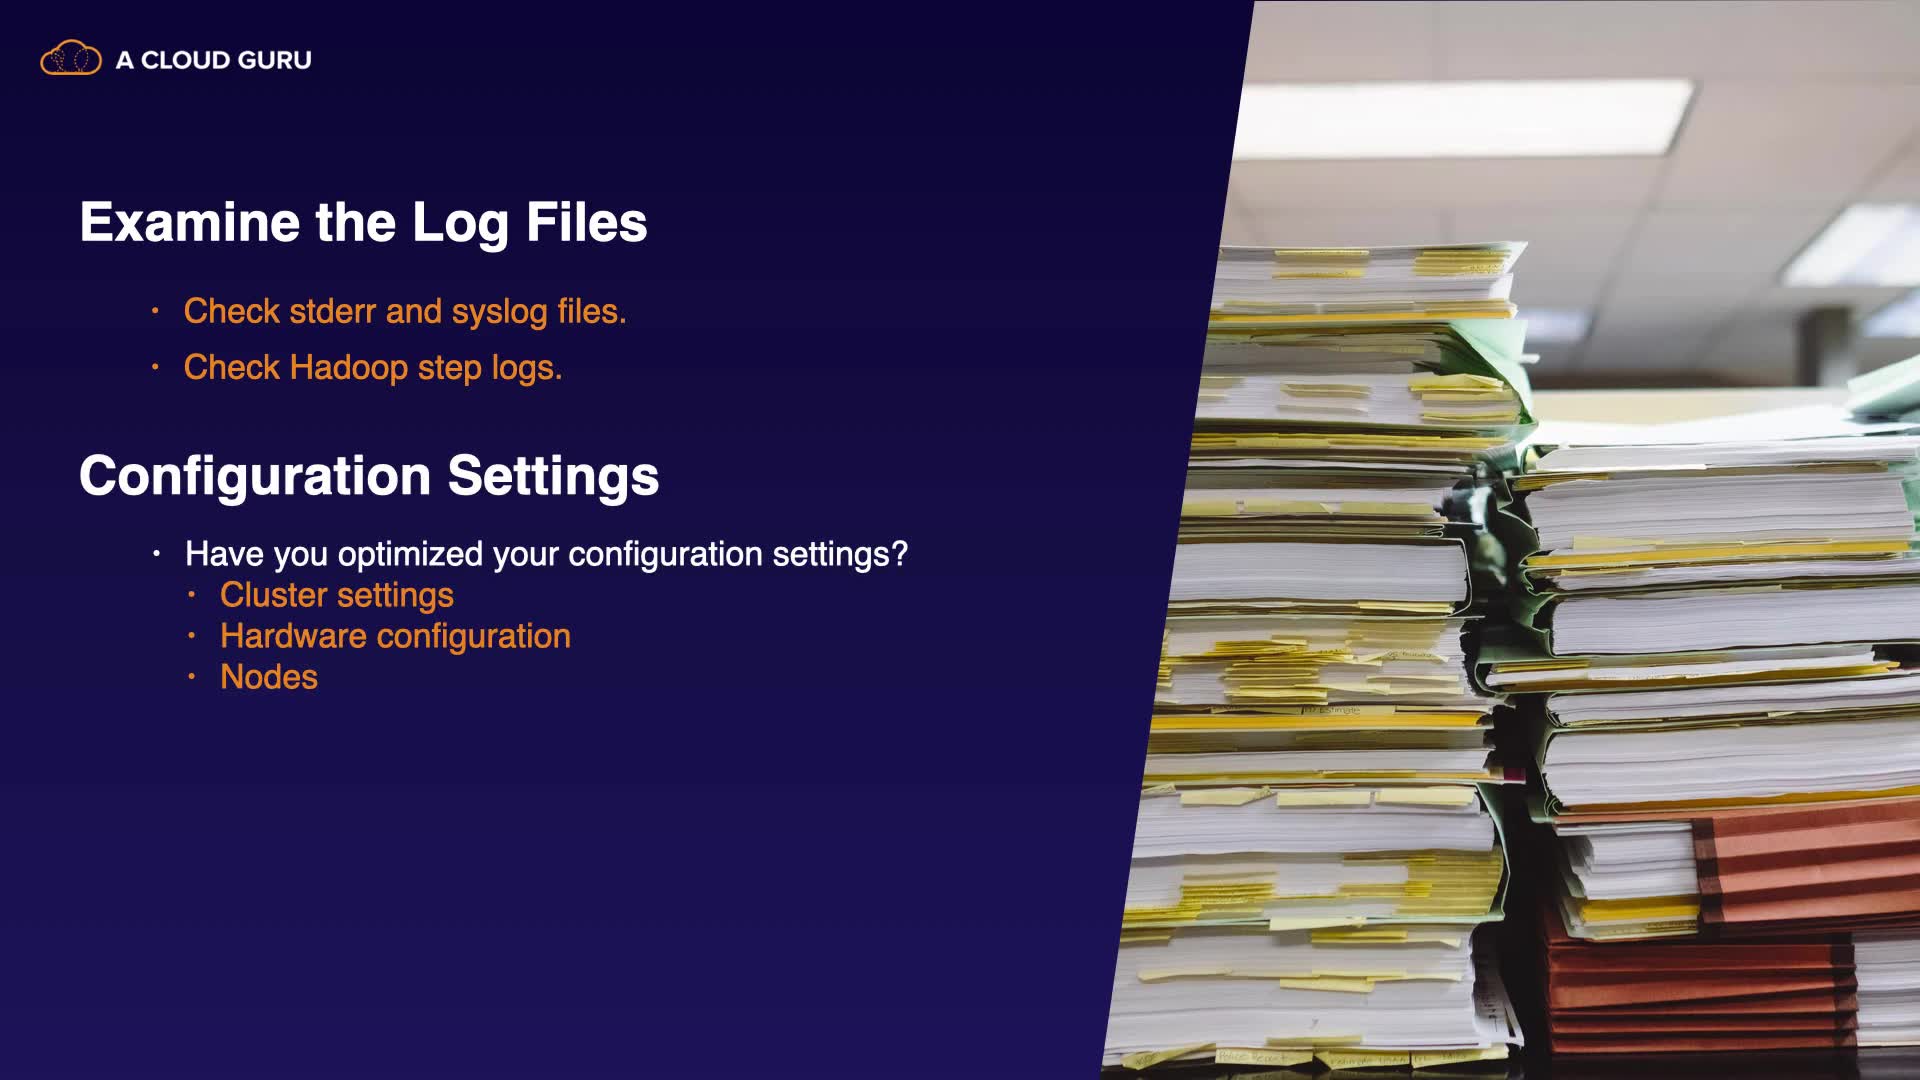 A CLOUD GURU
Examine the Log Files
• Check stderr and syslog files.
• Check Hadoop step logs.
Configuration Settings
• Have you optimized your configuration settings?
• Cluster settings
• Hardware configuration
• Nodes